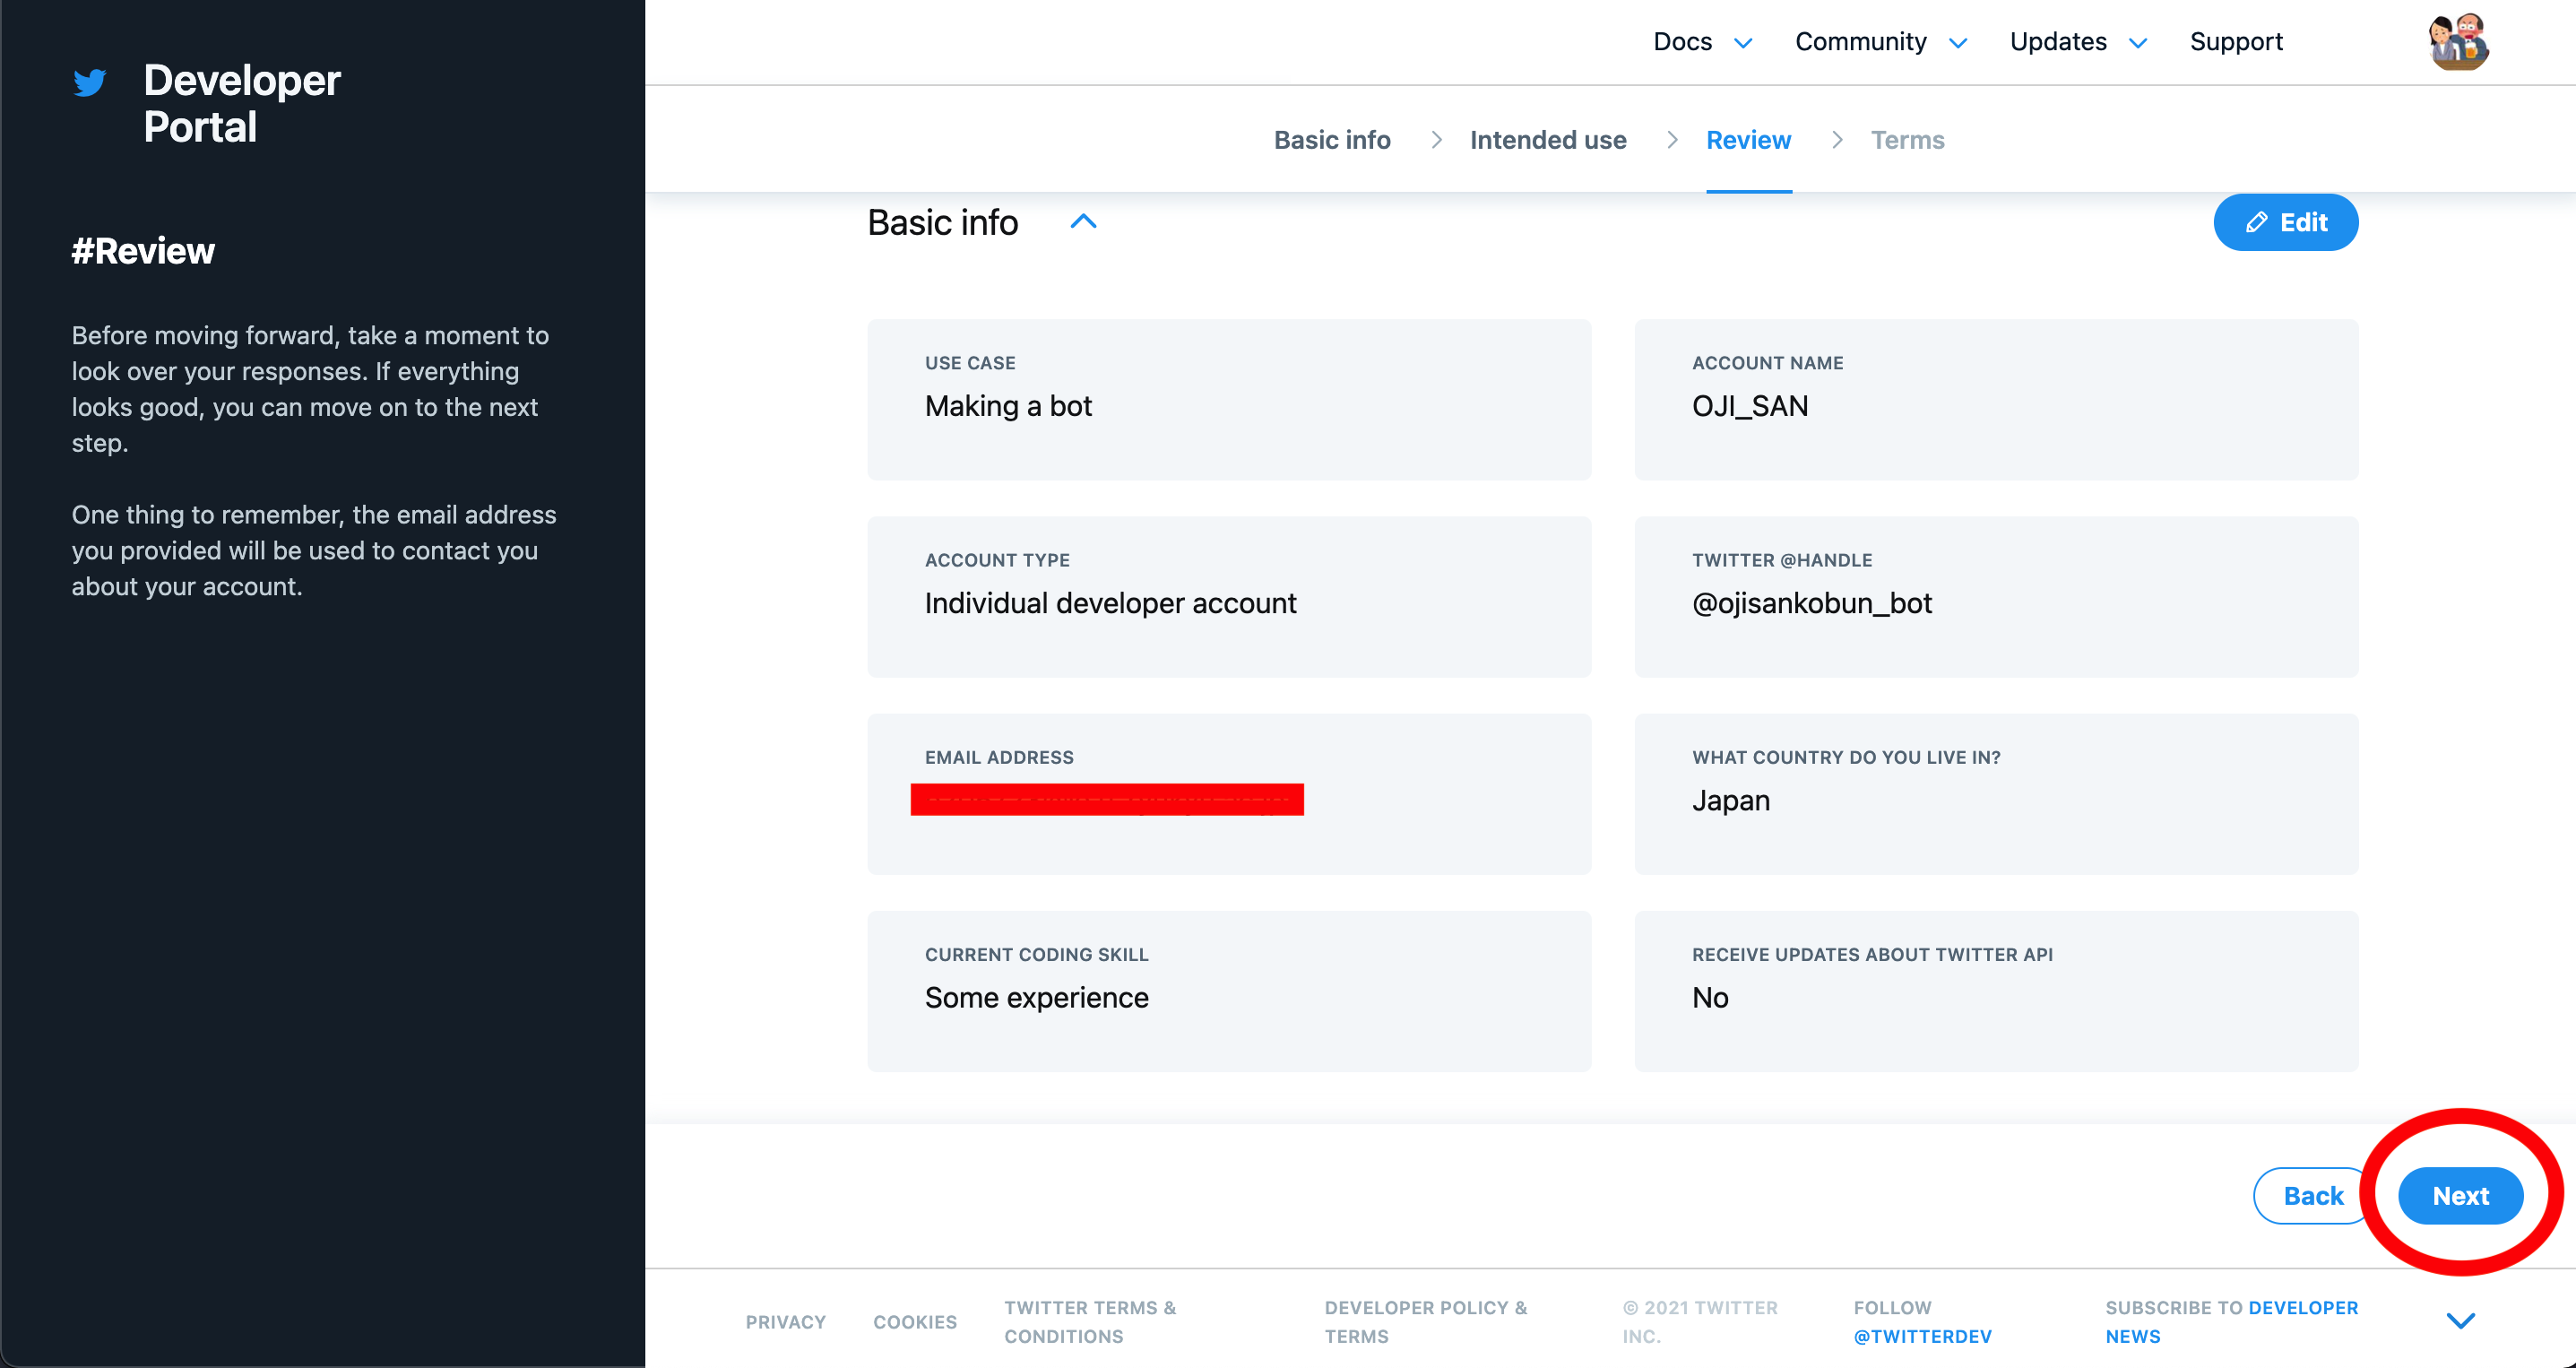 Developer
Portal
#Review
Before moving forward, take a moment to
look over your responses. If everything
looks good, you can move on to the next
step.
One thing to remember, the email address
you provided will be used to contact you
about your account.
Docs
Community
Updates
Support
Basic info
Intended use
Review
Terms
Basic info
Edit
USE CASE
Making a bot
ACCOUNT NAME
OJI_SAN
ACCOUNT TYPE
Individual developer account
TWITTER @HANDLE
@ojisankobun_bot
EMAIL ADDRESS
WHAT COUNTRY DO YOU LIVE IN?
Japan
CURRENT CODING SKILL
Some experience
RECEIVE UPDATES ABOUT TWITTER API
No
Back
Next
PRIVACY
COOKIES
TWITTER TERMS &
CONDITIONS
DEVELOPER POLICY &
TERMS
© 2021 TWITTER
INC.
FOLLOW
@TWITTERDEV
SUBSCRIBE TO DEVELOPER
NEWS